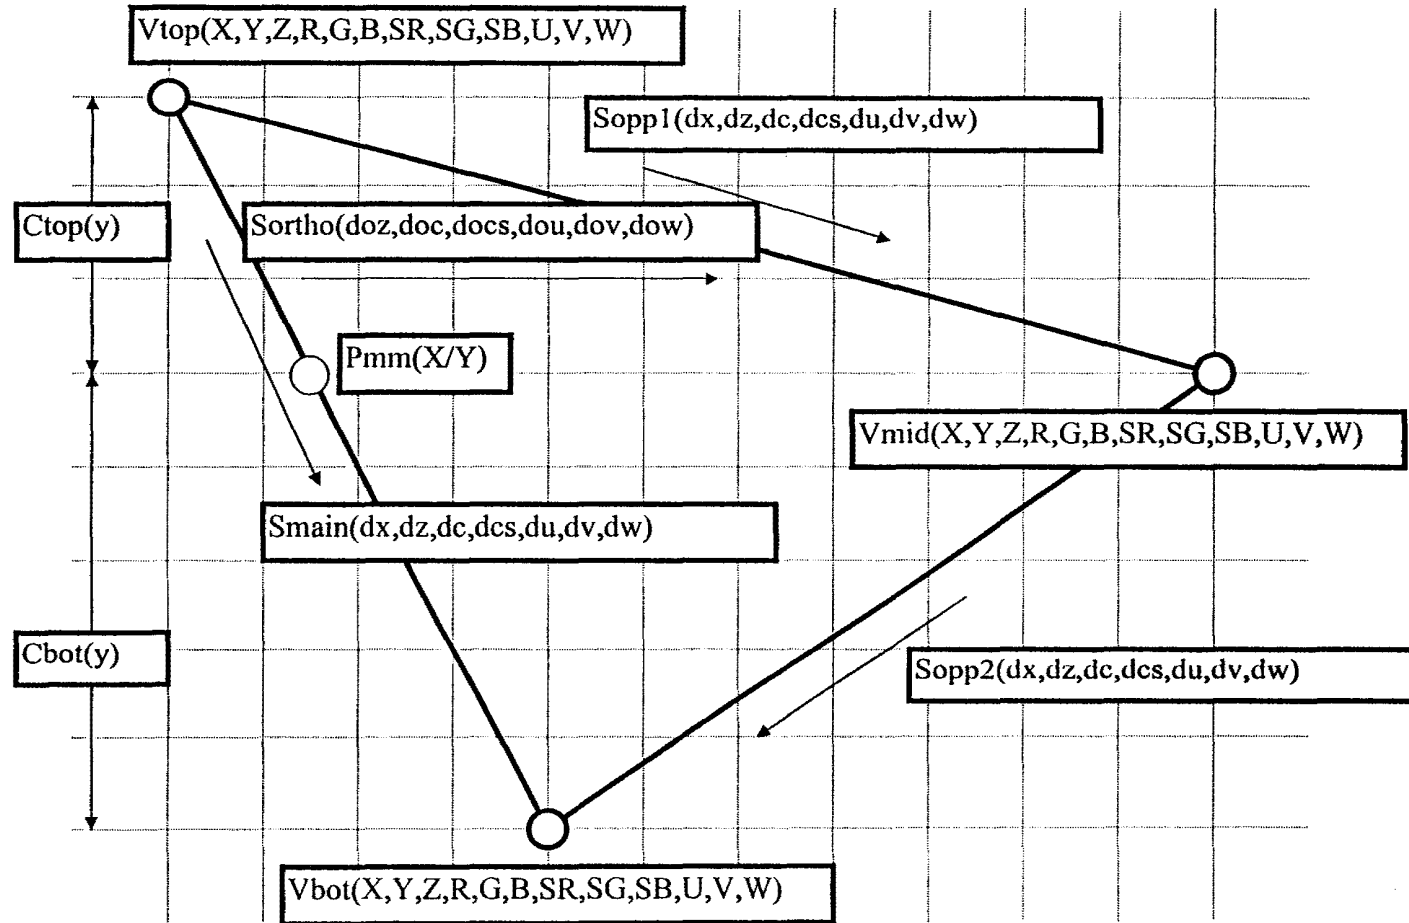 Vtop(X,Y,Z,R,G,B,SR,SG,SB,U,V,W)
Sopp1(dx,dz,dc,dcs,du,dv,dw)
Ctop(y)
Sortho(doz,doc,docs,dou,dov,dow)
Pmm(X/Y)
Vmid(X,Y,Z,R,G,B,SR,SG,SB,U,V,W)
Smain(dx,dz,dc,dcs,du,dv,dw)
Cbot(y)
Sopp2(dx,dz,dc,dcs,du,dv,dw)
Vbot(X,Y,Z,R,G,B,SR,SG,SB,U,V,W)